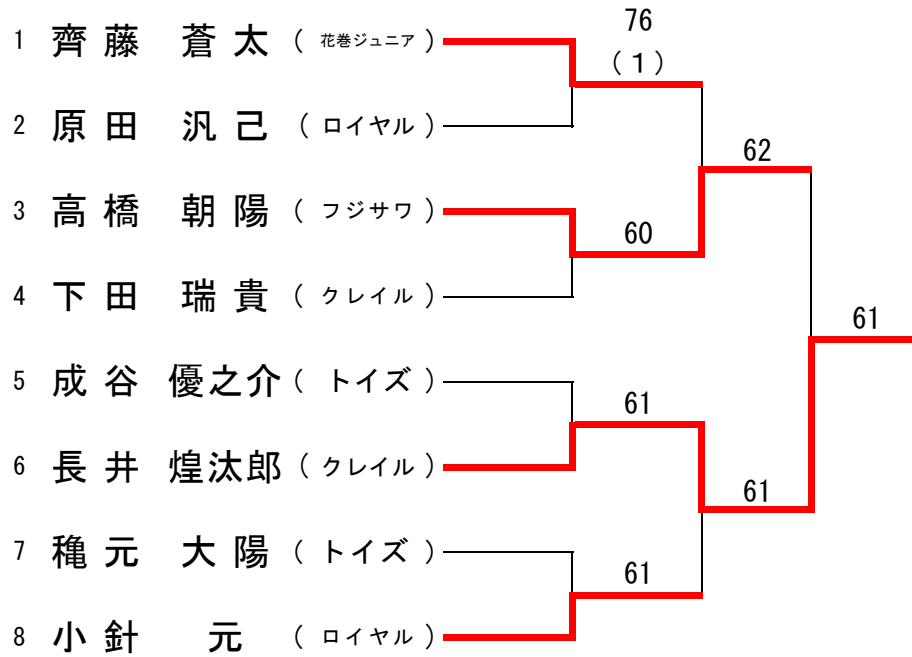 1 齊藤 蒼太 (花巻ジュニア)
76
(1)
2 原田 汎己 (ロイヤル)
62
3 高橋 朝陽 (フジサワ)
60
4 下田 瑞貴 (クレイル)
61
5 成谷 優之介 (トイズ)
61
6 長井 煌汰郎 (クレイル)
61
7 穐元 大陽 (トイズ)
61
8 小針 元 (ロイヤル)